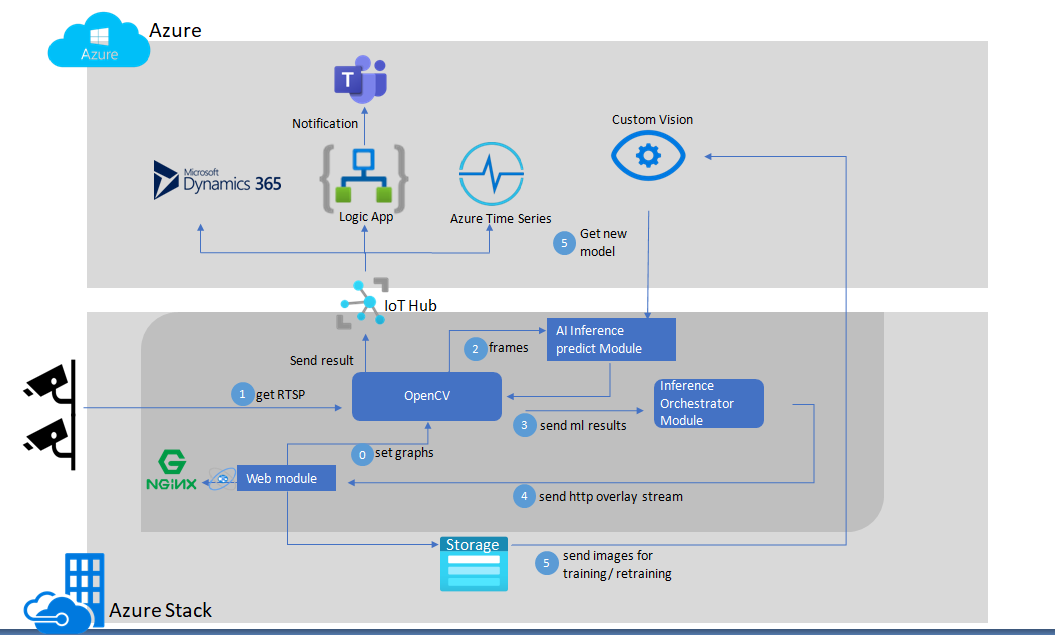 Azure
Azure
T
Notification
Custom Vision
Microsoft
Dynamics 365
Logic App
Azure Time Series
5
Get new
model
IoT Hub
AI Inference
predict Module
2
frames
Send result
1
get RTSP
OpenCV
Inference
Orchestrator
Module
3
send ml results
0
set graphs
NGINX
Web module
4
send http overlay stream
Storage
5
send images for
training/ retraining
Azure Stack